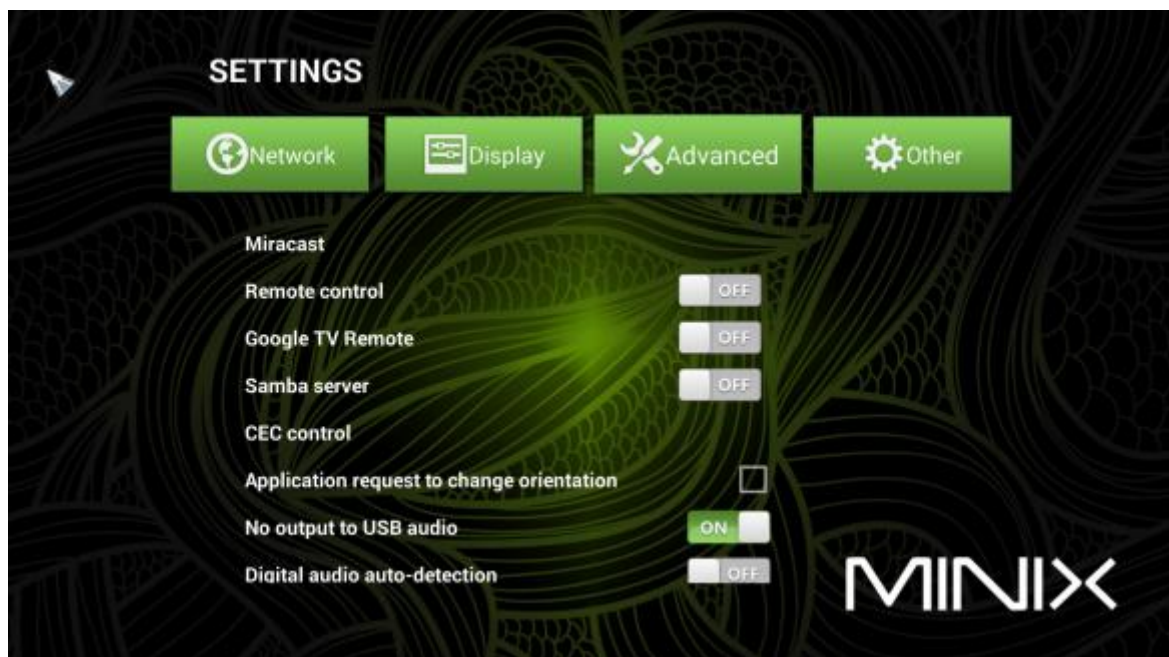 SETTINGS
Network Display Advanced Other
Miracast
Remote control OFF
Google TV Remote OFF
Samba server OFF
CEC control
Application request to change orientation
No output to USB audio ON
Digital audio auto-detection OFF
MINIX